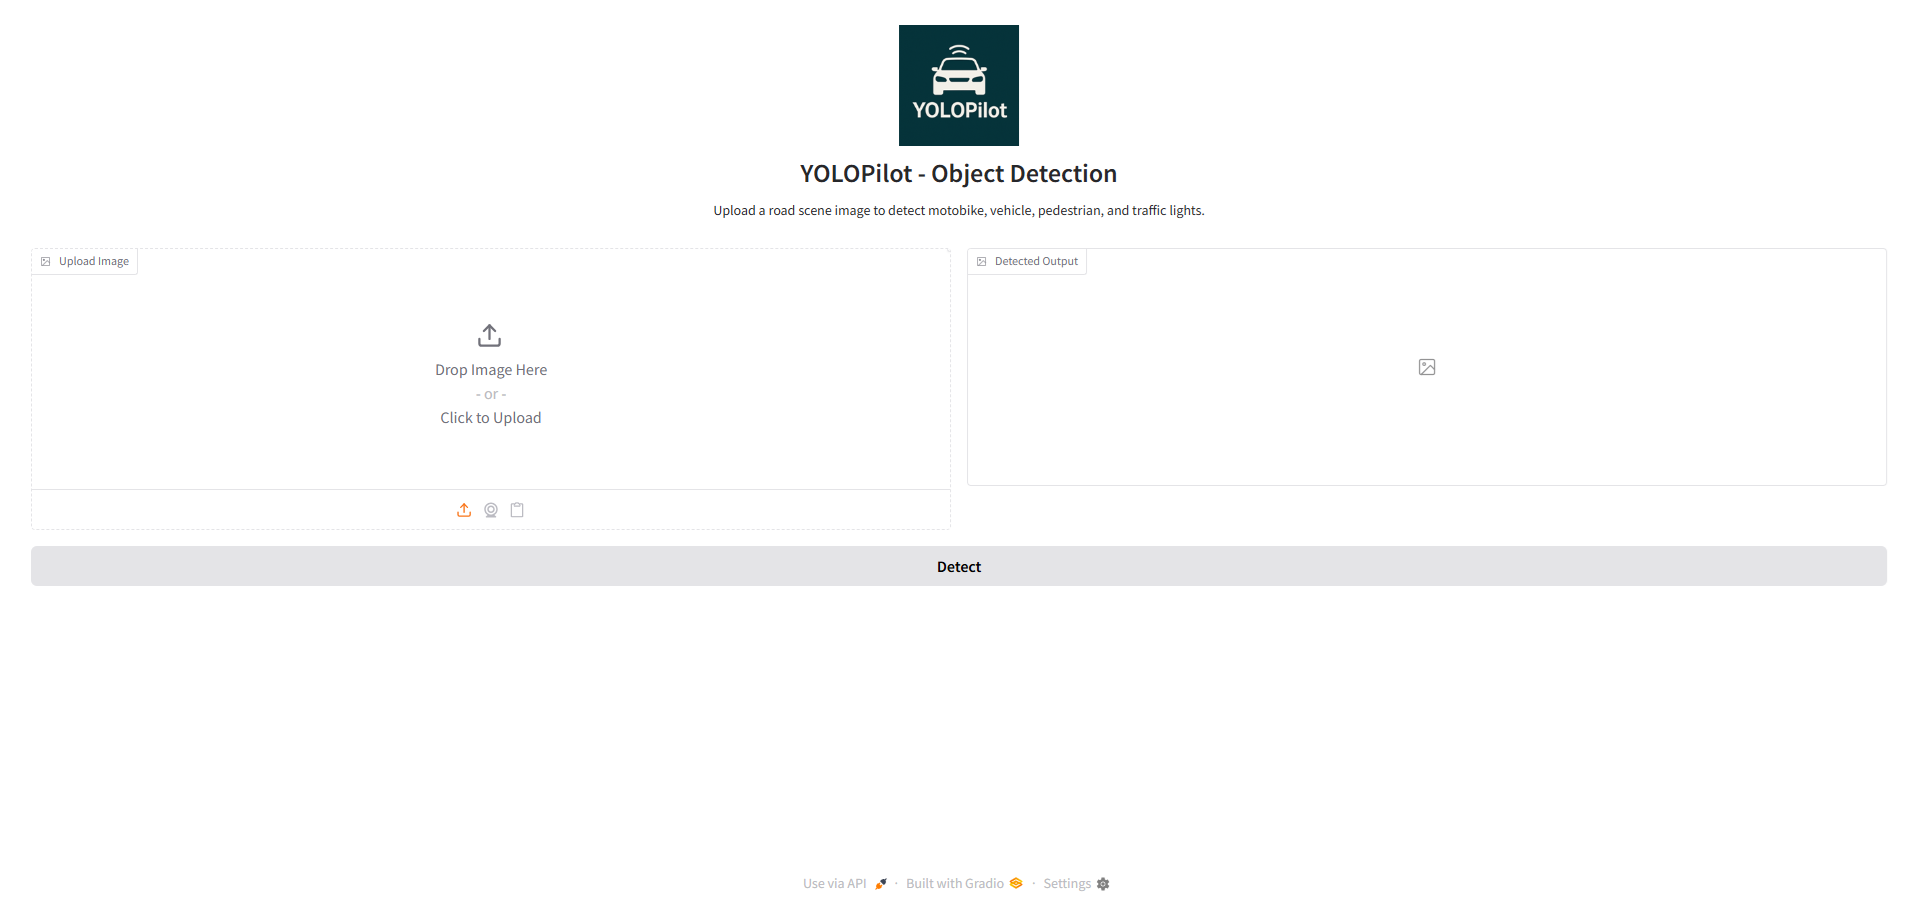 YOLOPilot
YOLOPilot - Object Detection
Upload a road scene image to detect motobike, vehicle, pedestrian, and traffic lights.
Upload Image
Drop Image Here
- or -
Click to Upload
Detected Output
Detect
Use via API · Built with Gradio · Settings